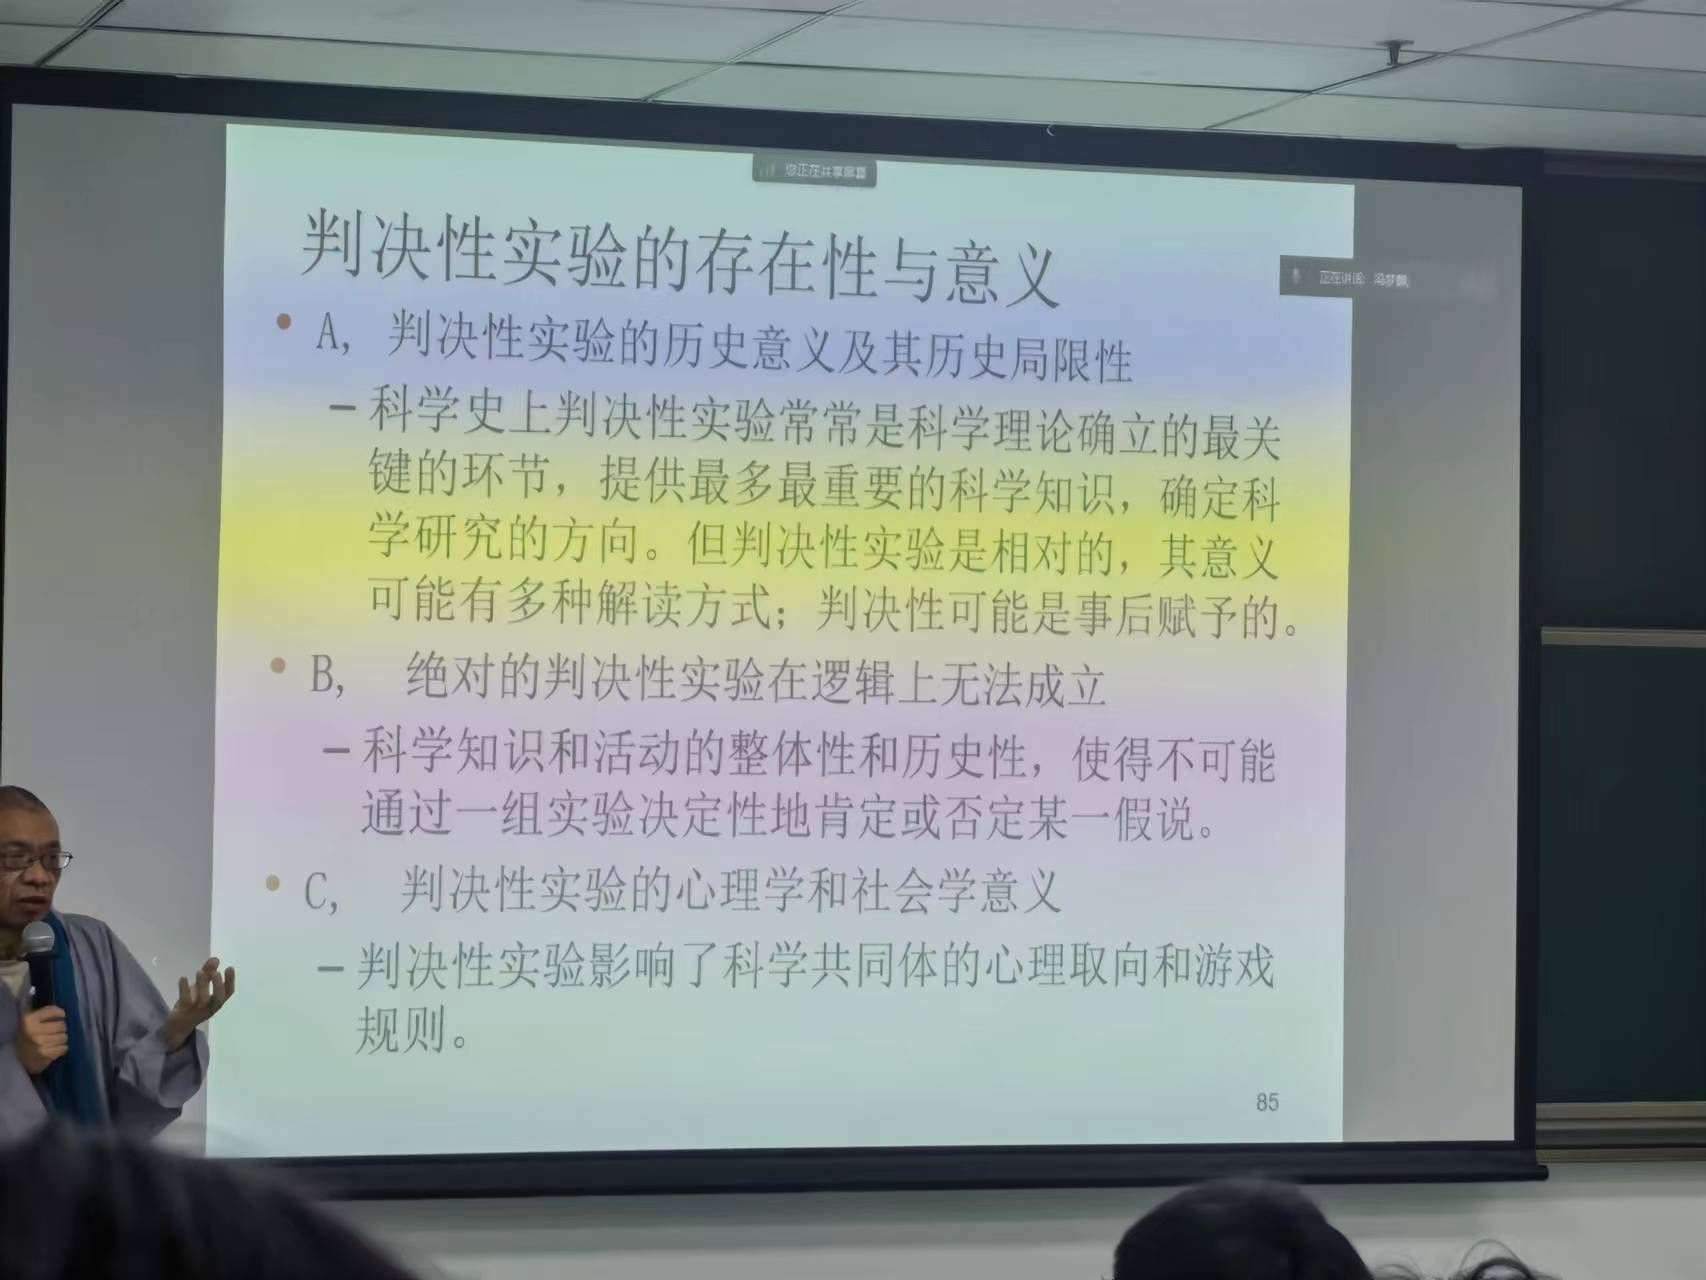 您正在共享屏幕
判决性实验的存在性与意义
正在讲话:
• A, 判决性实验的历史意义及其历史局限性
– 科学史上判决性实验常常是科学理论确立的最关
键的环节，提供最多最重要的科学知识，确定科
学研究的方向。但判决性实验是相对的，其意义
可能有多种解读方式；判决性可能是事后赋予的。
• B, 绝对的判决性实验在逻辑上无法成立
– 科学知识和活动的整体性和历史性，使得不可能
通过一组实验决定性地肯定或否定某一假说。
• C, 判决性实验的心理学和社会学意义
– 判决性实验影响了科学共同体的心理取向和游戏
规则。
85